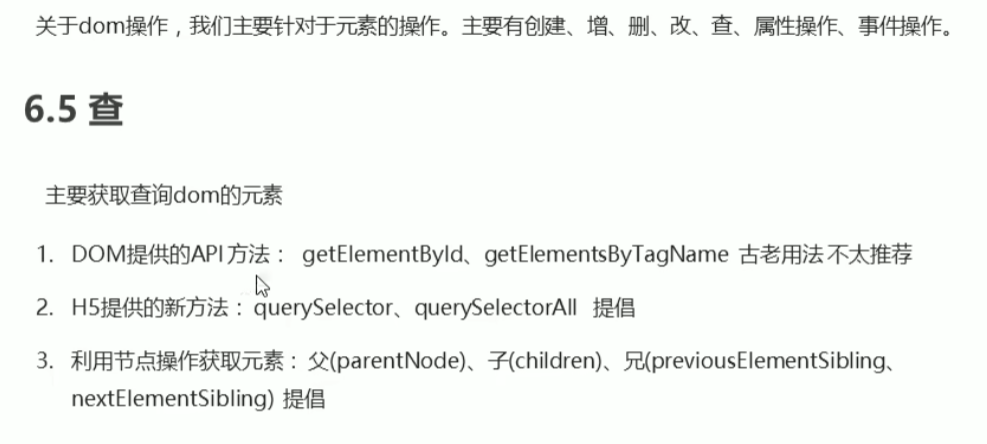 关于dom操作，我们主要针对于元素的操作。主要有创建、增、删、改、查、属性操作、事件操作。
6.5 查
主要获取查询dom的元素
1. DOM提供的API 方法： getElementById、getElementsByTagName 古老用法 不太推荐
2. H5提供的新方法：querySelector、querySelectorAll 提倡
3. 利用节点操作获取元素：父(parentNode)、子(children)、兄(previousElementSibling、
nextElementSibling) 提倡